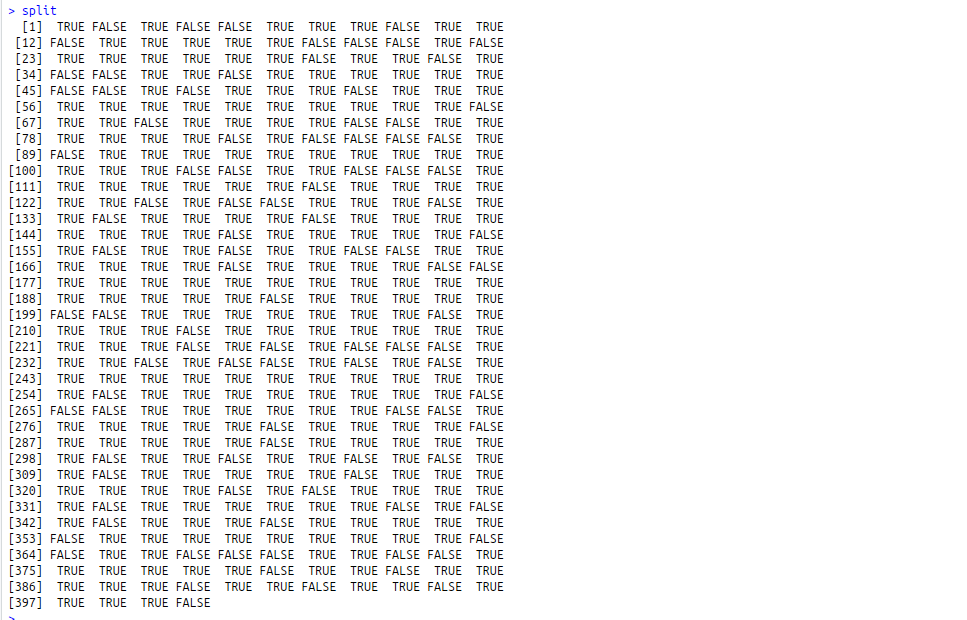 > split
[1] TRUE FALSE TRUE FALSE FALSE TRUE TRUE TRUE FALSE TRUE TRUE
[12] FALSE TRUE TRUE TRUE TRUE TRUE FALSE FALSE FALSE TRUE FALSE
[23] TRUE TRUE TRUE TRUE TRUE TRUE FALSE TRUE TRUE FALSE TRUE
[34] FALSE FALSE TRUE TRUE FALSE TRUE TRUE TRUE TRUE TRUE TRUE
[45] FALSE FALSE TRUE FALSE TRUE TRUE TRUE FALSE TRUE TRUE TRUE
[56] TRUE TRUE TRUE TRUE TRUE TRUE TRUE TRUE TRUE TRUE FALSE
[67] TRUE TRUE FALSE TRUE TRUE TRUE TRUE FALSE FALSE TRUE TRUE
[78] TRUE TRUE TRUE TRUE FALSE TRUE FALSE FALSE FALSE FALSE TRUE
[89] FALSE TRUE TRUE TRUE TRUE TRUE TRUE TRUE TRUE TRUE TRUE
[100] TRUE TRUE TRUE FALSE FALSE TRUE TRUE FALSE FALSE FALSE TRUE
[111] TRUE TRUE TRUE TRUE TRUE TRUE FALSE TRUE TRUE TRUE TRUE
[122] TRUE TRUE FALSE TRUE FALSE FALSE TRUE TRUE TRUE FALSE TRUE
[133] TRUE FALSE TRUE TRUE TRUE TRUE FALSE TRUE TRUE TRUE TRUE
[144] TRUE TRUE TRUE TRUE FALSE TRUE TRUE TRUE TRUE TRUE FALSE
[155] TRUE FALSE TRUE TRUE FALSE TRUE TRUE FALSE FALSE TRUE TRUE
[166] TRUE TRUE TRUE TRUE FALSE TRUE TRUE TRUE TRUE FALSE FALSE
[177] TRUE TRUE TRUE TRUE TRUE TRUE TRUE TRUE TRUE TRUE TRUE
[188] TRUE TRUE TRUE TRUE TRUE FALSE TRUE TRUE TRUE TRUE TRUE
[199] FALSE FALSE TRUE TRUE TRUE TRUE TRUE TRUE TRUE FALSE TRUE
[210] TRUE TRUE TRUE FALSE TRUE TRUE TRUE TRUE TRUE TRUE TRUE
[221] TRUE TRUE TRUE FALSE TRUE FALSE TRUE FALSE FALSE FALSE TRUE
[232] TRUE TRUE FALSE TRUE FALSE FALSE TRUE FALSE TRUE FALSE TRUE
[243] TRUE TRUE TRUE TRUE TRUE TRUE TRUE TRUE TRUE TRUE TRUE
[254] TRUE FALSE TRUE TRUE TRUE TRUE TRUE TRUE TRUE TRUE FALSE
[265] FALSE FALSE TRUE TRUE TRUE TRUE TRUE TRUE FALSE FALSE TRUE
[276] TRUE TRUE TRUE TRUE TRUE FALSE TRUE TRUE TRUE TRUE FALSE
[287] TRUE TRUE TRUE TRUE TRUE FALSE TRUE TRUE TRUE TRUE TRUE
[298] TRUE FALSE TRUE TRUE FALSE TRUE TRUE FALSE TRUE FALSE TRUE
[309] TRUE FALSE TRUE TRUE TRUE TRUE TRUE FALSE TRUE TRUE TRUE
[320] TRUE TRUE TRUE TRUE FALSE TRUE FALSE TRUE TRUE TRUE TRUE
[331] TRUE FALSE TRUE TRUE TRUE TRUE TRUE TRUE FALSE TRUE FALSE
[342] TRUE FALSE TRUE TRUE TRUE FALSE TRUE TRUE TRUE TRUE TRUE
[353] FALSE TRUE TRUE TRUE TRUE TRUE TRUE TRUE TRUE TRUE FALSE
[364] FALSE TRUE TRUE FALSE FALSE FALSE TRUE TRUE FALSE FALSE TRUE
[375] TRUE TRUE TRUE TRUE TRUE FALSE TRUE TRUE FALSE TRUE TRUE
[386] TRUE TRUE TRUE FALSE TRUE TRUE FALSE TRUE TRUE FALSE TRUE
[397] TRUE TRUE TRUE FALSE
>